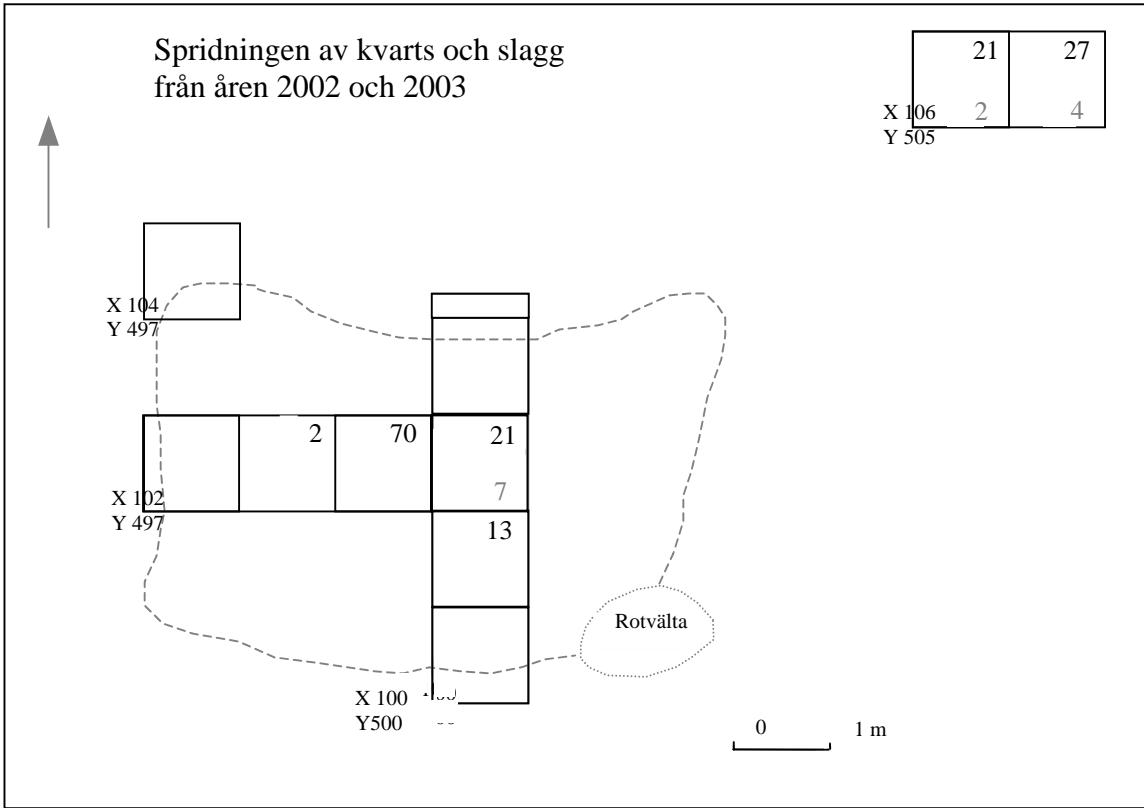 Spridningen av kvarts och slagg
från åren 2002 och 2003
21 27
2 4
X 106
Y 505
X 104
Y 497
2 70 21
7
X 102
Y 497
13
Rotvälta
X 100
Y500
0 1 m